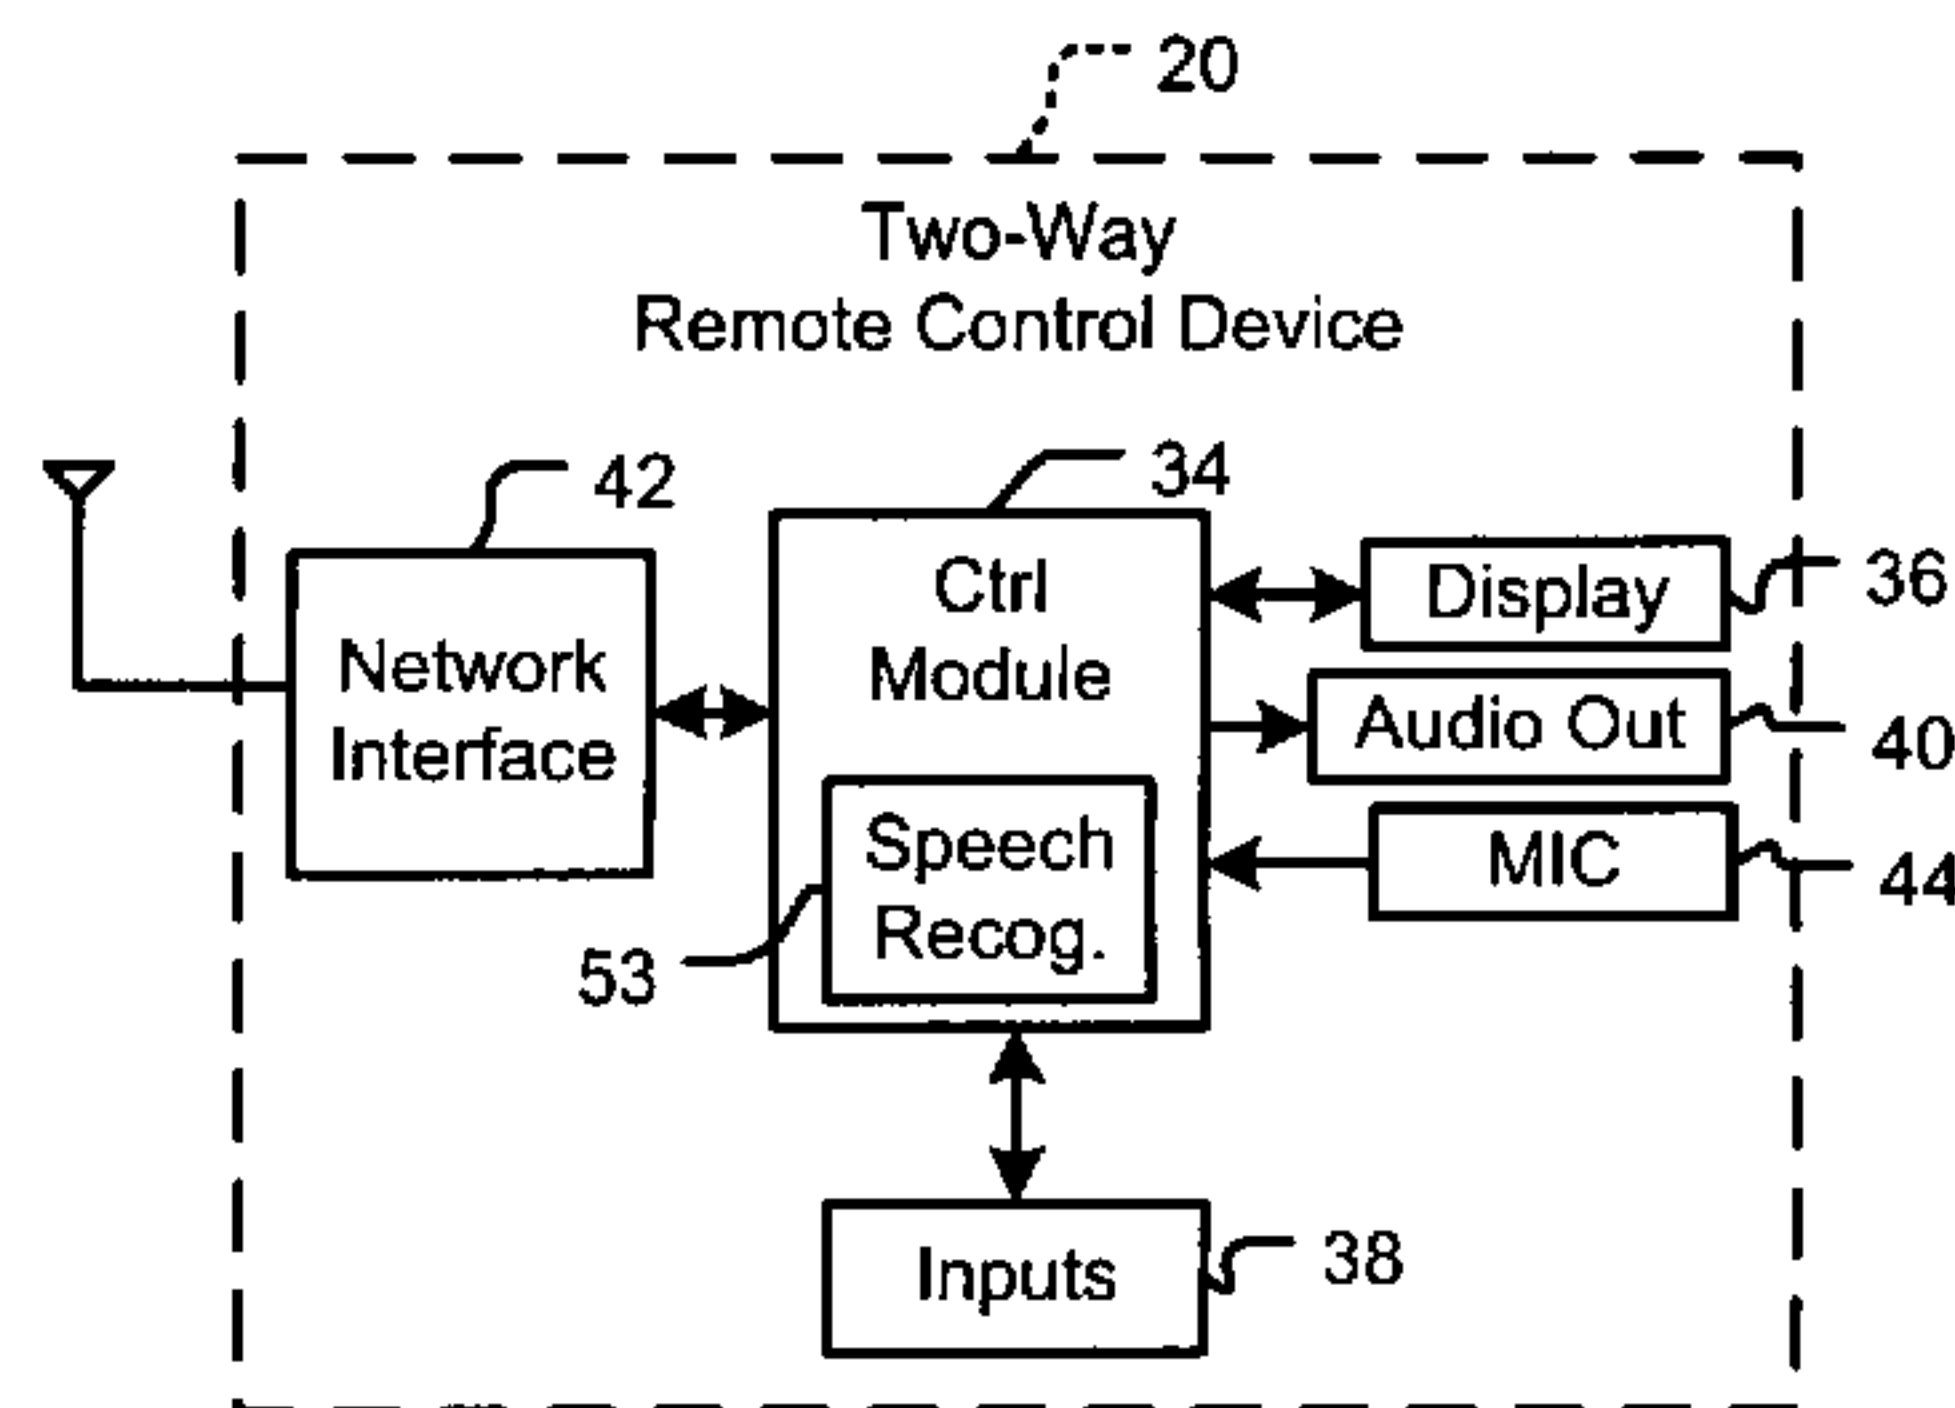 20
Two-Way
Remote Control Device
42
34
Ctrl
Module
Display
36
Network
Interface
Audio Out
40
Speech
Recog.
MIC
44
53
Inputs
38